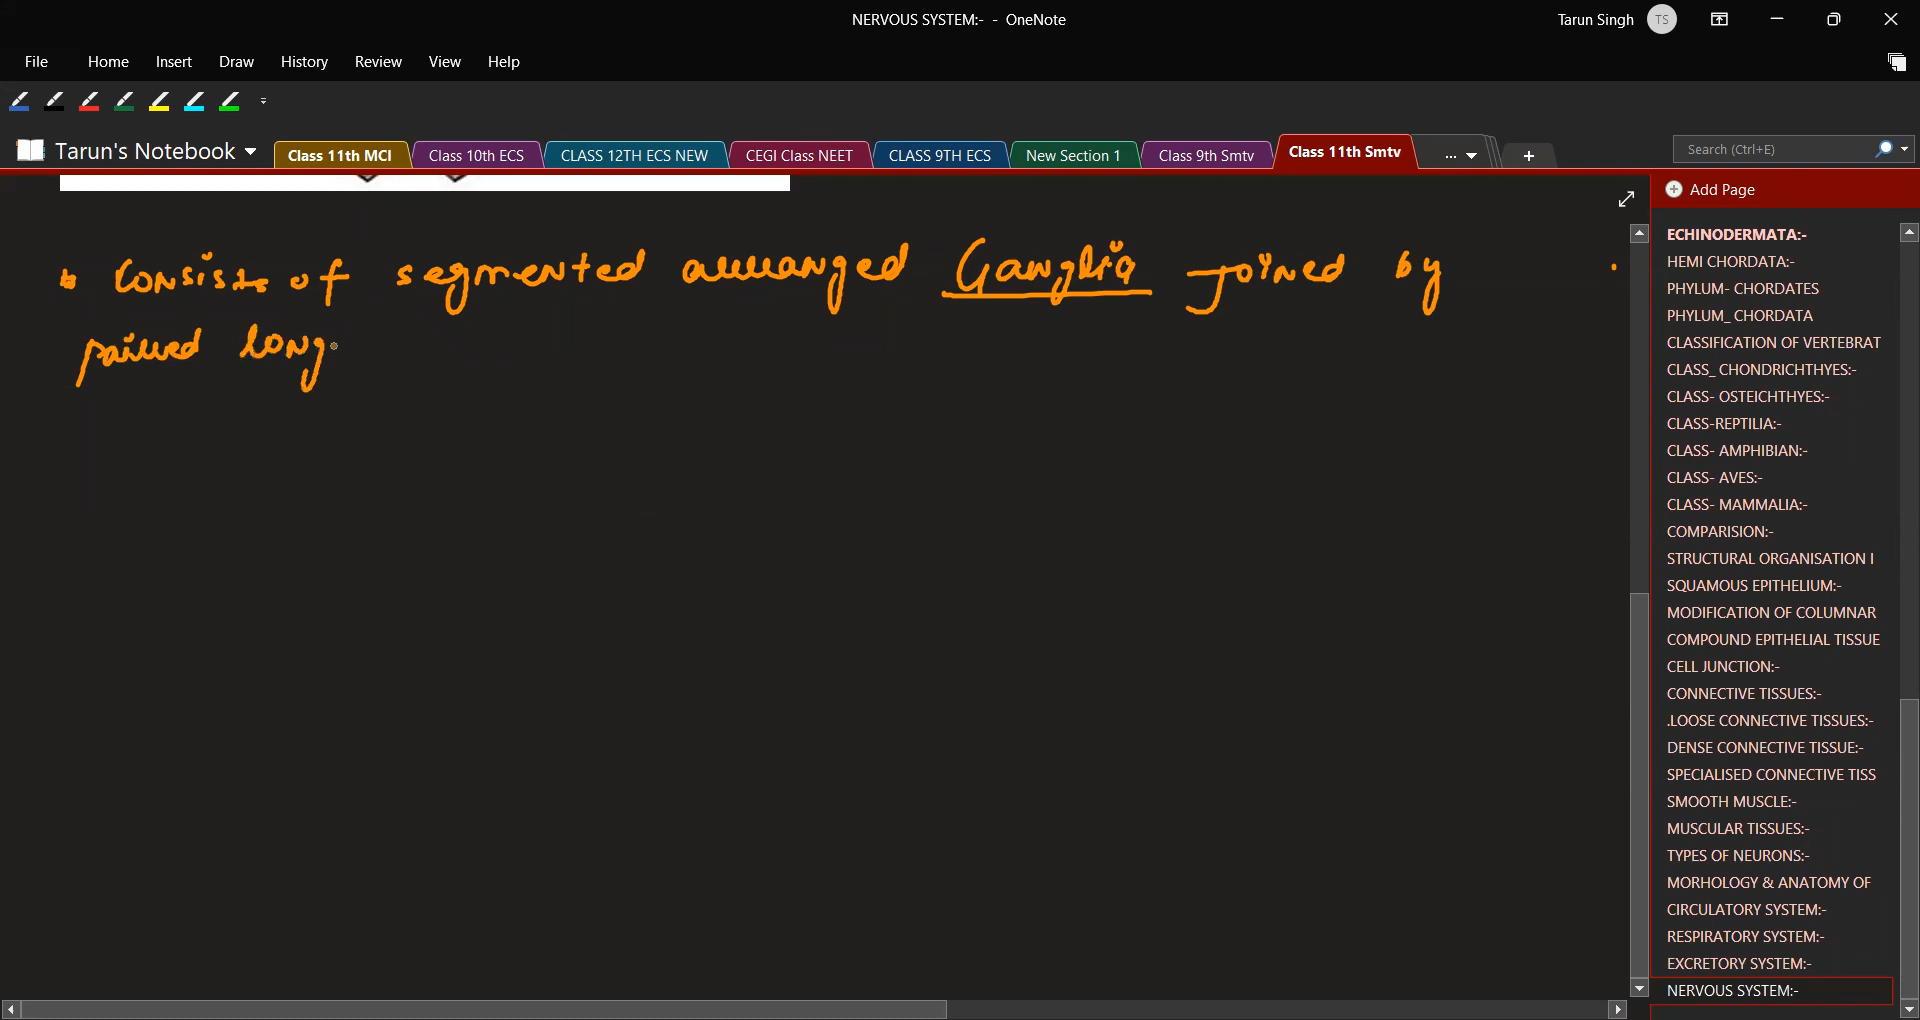 NERVOUS SYSTEM:- - OneNote
Tarun Singh TS
File Home Insert Draw History Review View Help
Tarun's Notebook
Class 11th MCI
Class 10th ECS
CLASS 12TH ECS NEW
CEGI Class NEET
CLASS 9TH ECS
New Section 1
Class 9th Smtv
Class 11th Smtv
...
+
Search (Ctrl+E)
Add Page
consists of segmented arranged Ganglia joined by
paired long
ECHINODERMATA:-
HEMI CHORDATA:-
PHYLUM- CHORDATES
PHYLUM_ CHORDATA
CLASSIFICATION OF VERTEBRAT
CLASS_ CHONDRICHTHYES:-
CLASS- OSTEICHTHYES:-
CLASS-REPTILIA:-
CLASS- AMPHIBIAN:-
CLASS- AVES:-
CLASS- MAMMALIA:-
COMPARISION:-
STRUCTURAL ORGANISATION I
SQUAMOUS EPITHELIUM:-
MODIFICATION OF COLUMNAR
COMPOUND EPITHELIAL TISSUE
CELL JUNCTION:-
CONNECTIVE TISSUES:-
.LOOSE CONNECTIVE TISSUES:-
DENSE CONNECTIVE TISSUE:-
SPECIALISED CONNECTIVE TISS
SMOOTH MUSCLE:-
MUSCULAR TISSUES:-
TYPES OF NEURONS:-
MORHOLOGY & ANATOMY OF
CIRCULATORY SYSTEM:-
RESPIRATORY SYSTEM:-
EXCRETORY SYSTEM:-
NERVOUS SYSTEM:-